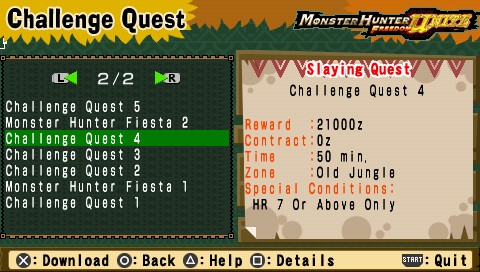 Challenge Quest
MONSTER HUNTER
FREEDOM UNITE
L 2/2 R
Challenge Quest 5
Monster Hunter Fiesta 2
Challenge Quest 4
Challenge Quest 3
Challenge Quest 2
Monster Hunter Fiesta 1
Challenge Quest 1
Slaying Quest
Challenge Quest 4
Reward :21000z
Contract:0z
Time :50 min.
Zone :Old Jungle
Special Conditions:
HR 7 Or Above Only
X: Download O: Back △: Help □: Details START: Quit